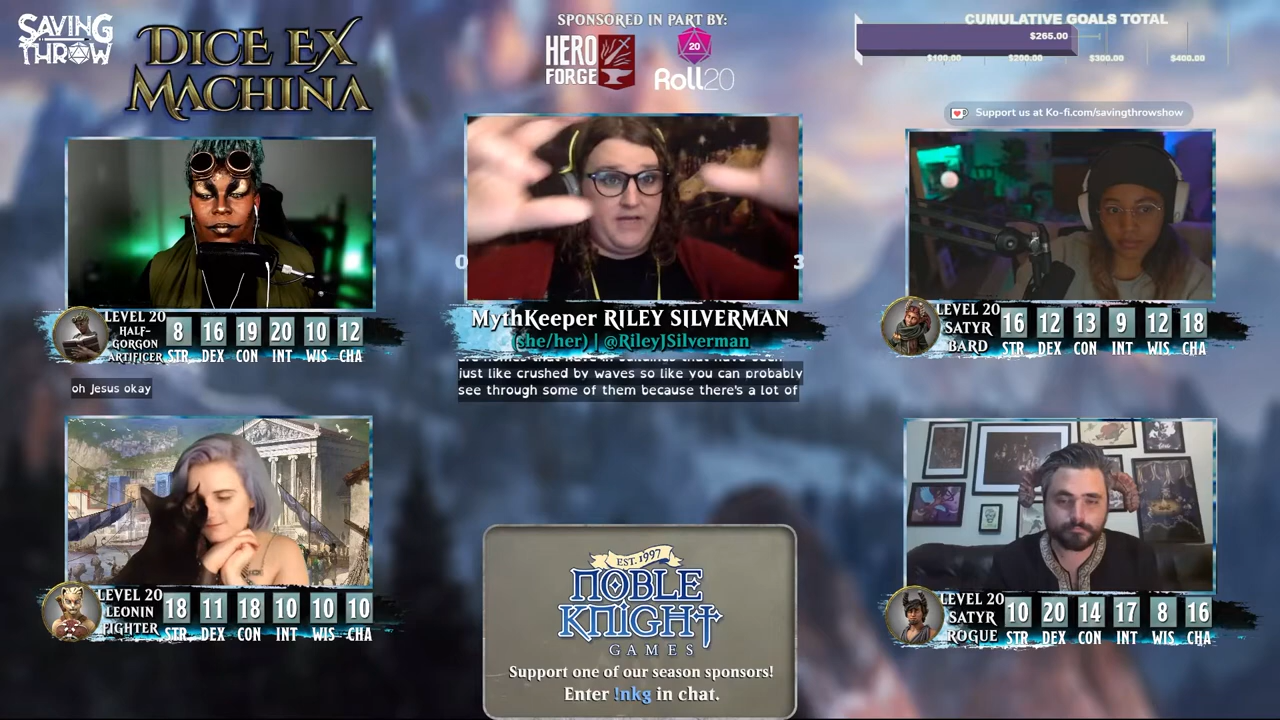 SAVING
THROW
DICE EX
MACHINA
SPONSORED IN PART BY:
HERO
FORGE
20
Roll20
CUMULATIVE GOALS TOTAL
$265.00
$100.00 $200.00 $300.00 $400.00
Support us at Ko-fi.com/savingthrowshow
0 3
MythKeeper RILEY SILVERMAN
(she/her) | @RileyJSilverman
just like crushed by waves so like you can probably
see through some of them because there's a lot of
LEVEL 20
HALF-
GORGON
ARTIFICER
8 16 19 20 10 12
STR DEX CON INT WIS CHA
oh Jesus okay
LEVEL 20
SATYR
BARD
16 12 13 9 12 18
STR DEX CON INT WIS CHA
LEVEL 20
LEONIN
FIGHTER
18 11 18 10 10 10
STR DEX CON INT WIS CHA
LEVEL 20
SATYR
ROGUE
10 20 14 17 8 16
STR DEX CON INT WIS CHA
EST. 1997
NOBLE
KNIGHT
GAMES
Support one of our season sponsors!
Enter !nkg in chat.